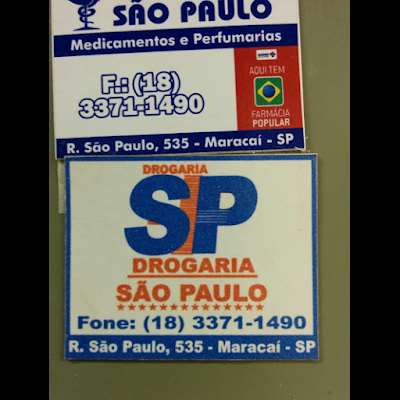 SÃO PAULO
Medicamentos e Perfumarias
F.: (18)
3371-1490
AQUI TEM
FARMÁCIA
POPULAR
R. São Paulo, 535 - Maracaí - SP
DROGARIA
SP
DROGARIA
SÃO PAULO
Fone: (18) 3371-1490
R. São Paulo, 535 - Maracaí - SP